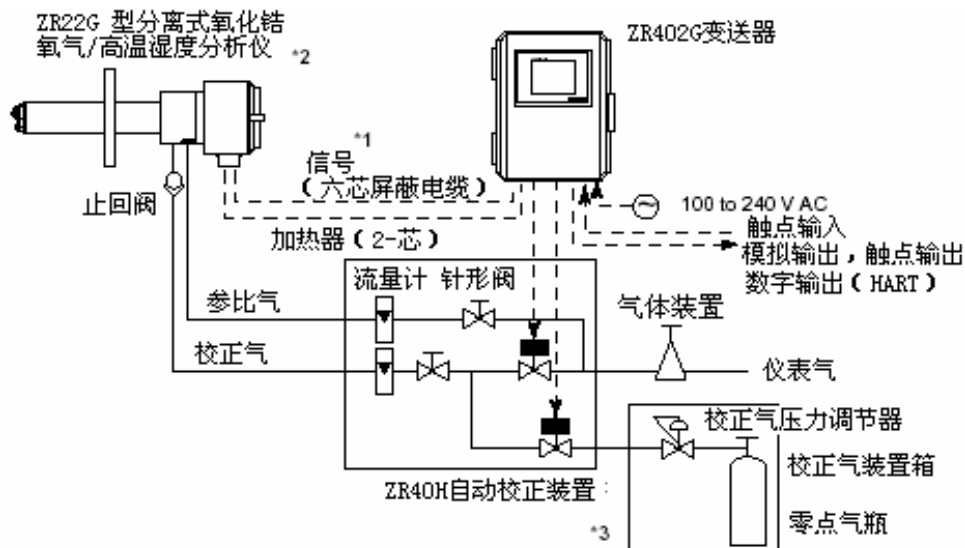 ZR22G 型分离式氧化锆
氧气/高温湿度分析仪
*2
ZR402G变送器
*1
信号
(六芯屏蔽电缆)
止回阀
加热器(2-芯)
100 to 240 V AC
触点输入
模拟输出,触点输出
数字输出(HART)
流量计 针形阀
参比气
气体装置
校正气
仪表气
校正气压力调节器
校正气装置箱
ZR40H自动校正装置
*3
零点气瓶